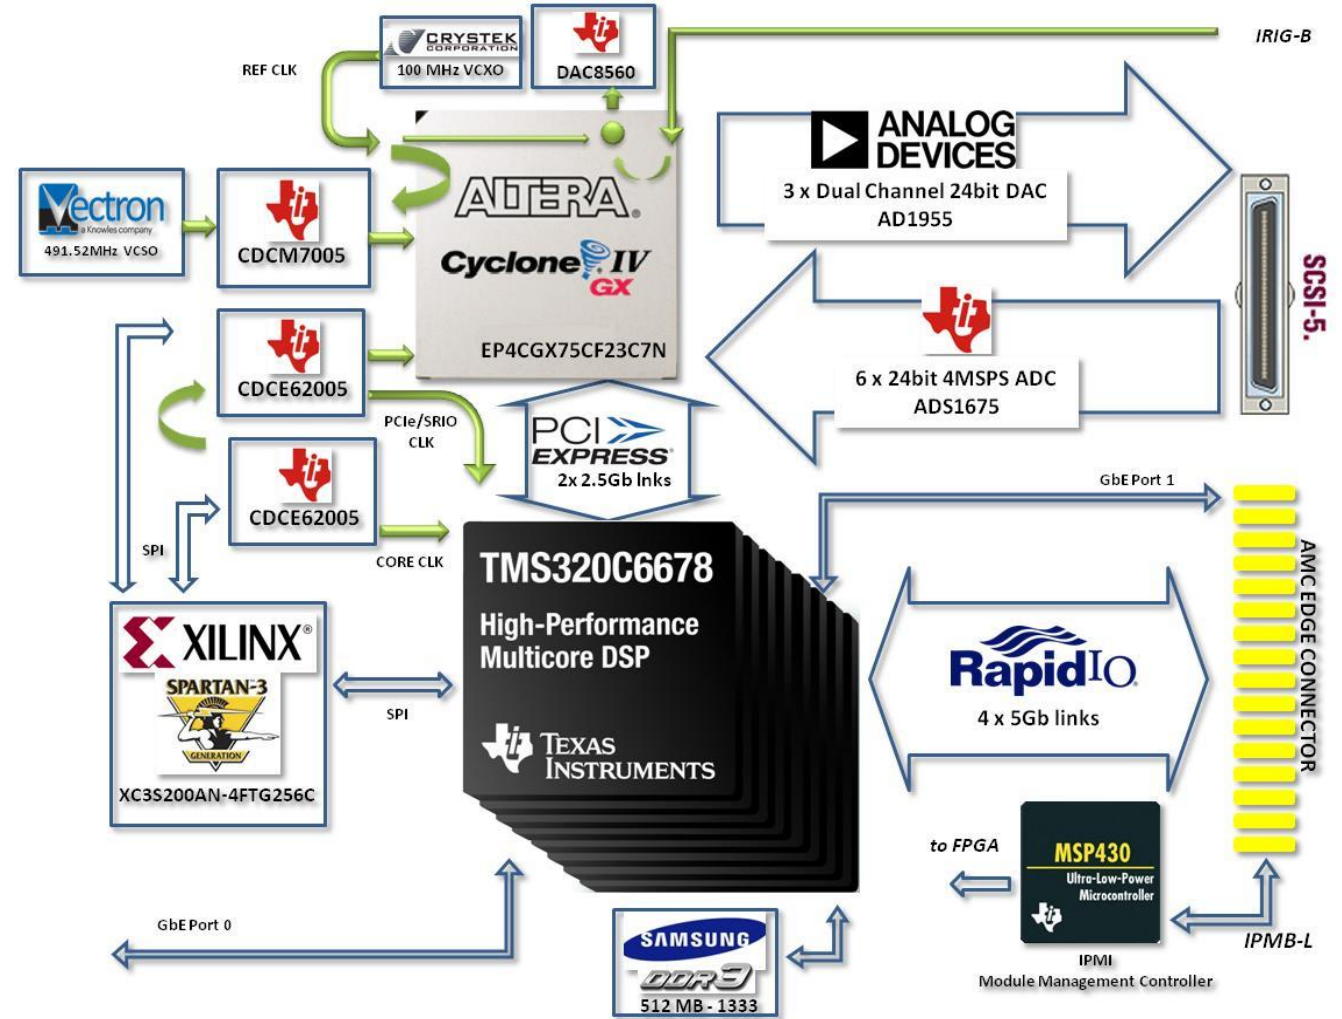 CRYSTEK
CORPORATION
100 MHz VCXO
REF CLK
DAC8560
IRIG-B
ANALOG
DEVICES
3 x Dual Channel 24bit DAC
AD1955
Vectron
a Knowles company
491.52MHz VCSO
CDCM7005
ALTERA®
Cyclone IV
GX
EP4CGX75CF23C7N
SCSI-5.
6 x 24bit 4MSPS ADC
ADS1675
CDCE62005
PCIe/SRIO
CLK
PCI
EXPRESS®
2x 2.5Gb lnks
CDCE62005
SPI
CORE CLK
GbE Port 1
AMC EDGE CONNECTOR
XILINX®
SPARTAN-3
GENERATION
XC3S200AN-4FTG256C
SPI
TMS320C6678
High-Performance
Multicore DSP
TEXAS
INSTRUMENTS
RapidIO
4 x 5Gb links
to FPGA
MSP430
Ultra-Low-Power
Microcontroller
IPMI
Module Management Controller
IPMB-L
GbE Port 0
SAMSUNG
DDR3
512 MB - 1333